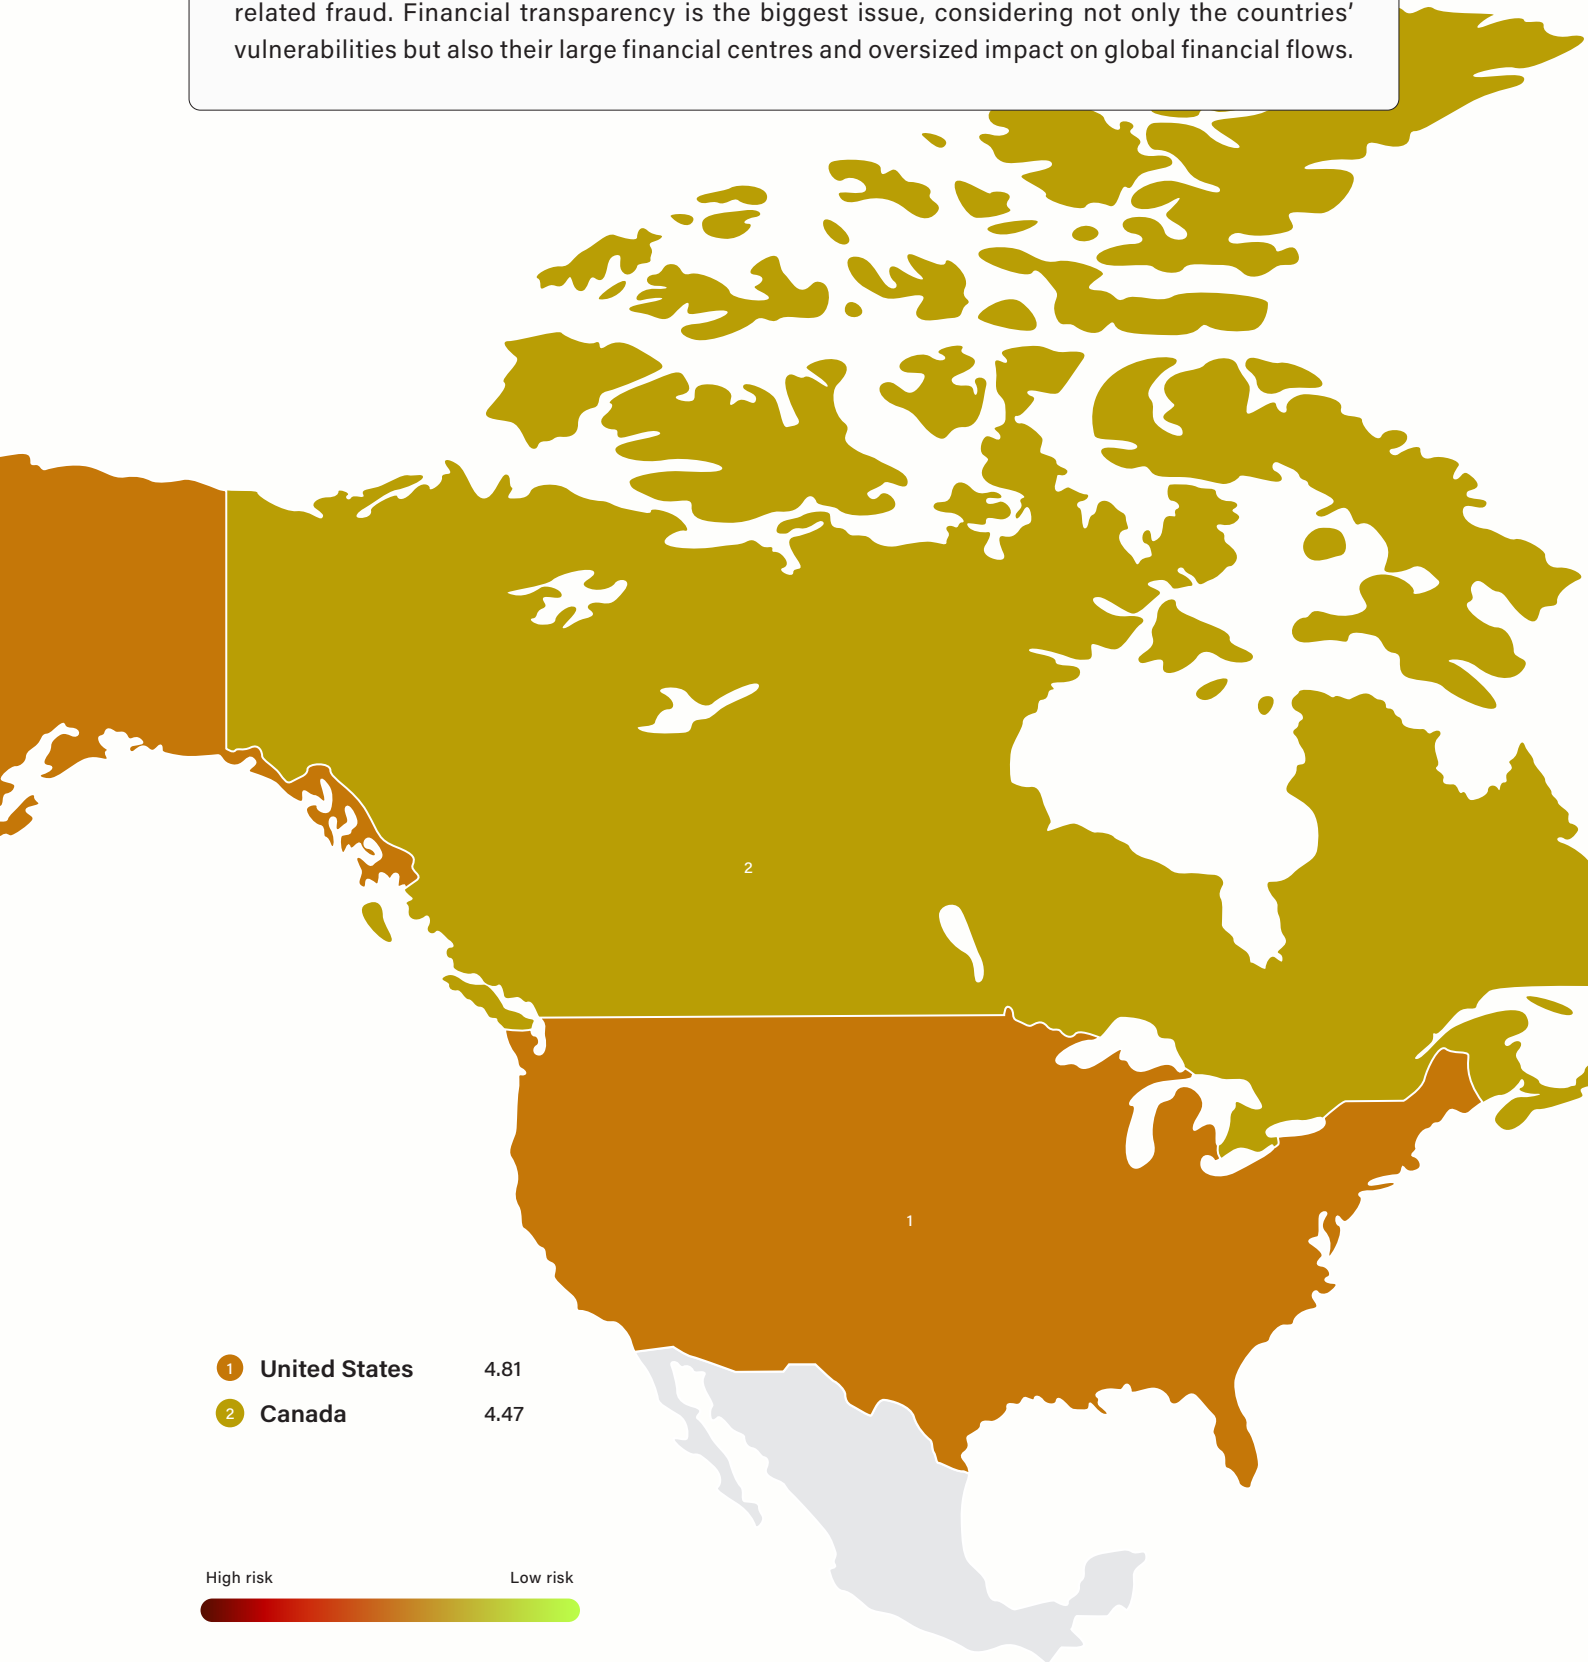 related fraud. Financial transparency is the biggest issue, considering not only the countries’
vulnerabilities but also their large financial centres and oversized impact on global financial flows.
2
1
1 United States 4.81
2 Canada 4.47
High risk Low risk